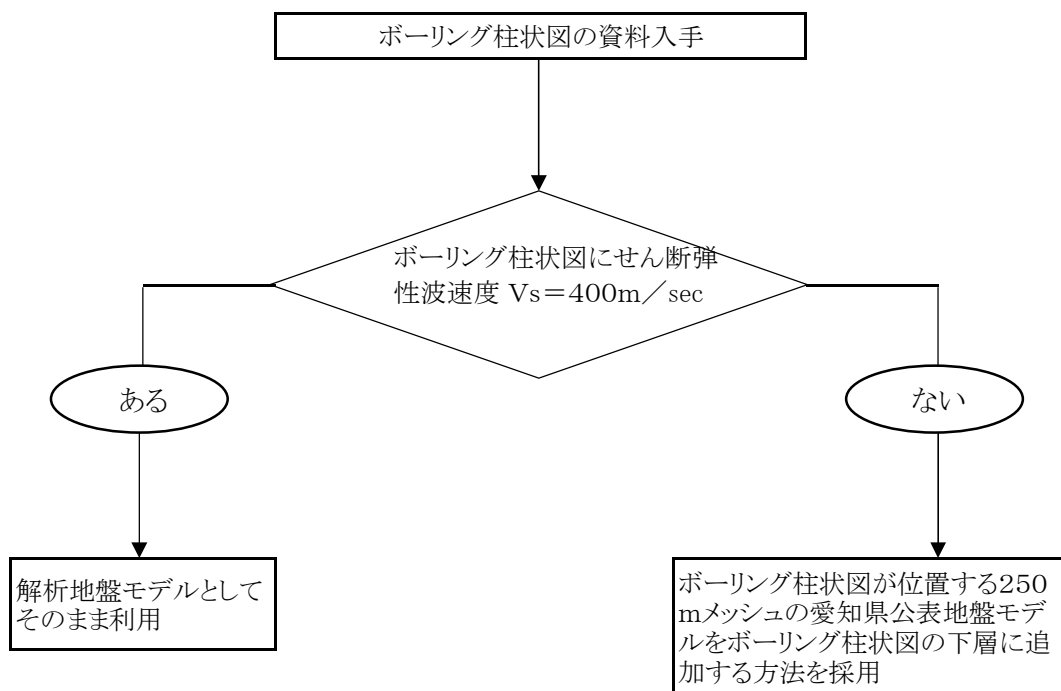 ボーリング柱状図の資料入手
ボーリング柱状図にせん断弾
性波速度 Vs＝400m／sec
ある
ない
解析地盤モデルとして
そのまま利用
ボーリング柱状図が位置する250
mメッシュの愛知県公表地盤モデ
ルをボーリング柱状図の下層に追
加する方法を採用